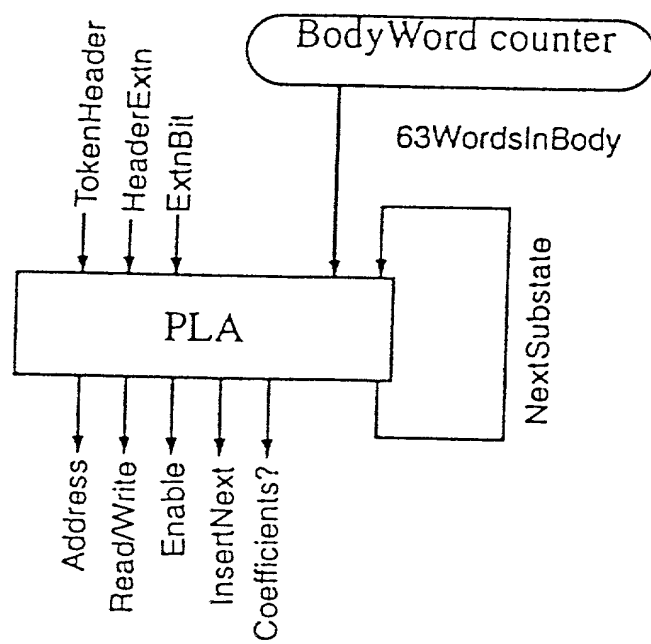 BodyWord counter
63WordsInBody
TokenHeader
HeaderExtn
ExtnBit
NextSubstate
PLA
Address
Read/Write
Enable
InsertNext
Coefficients?